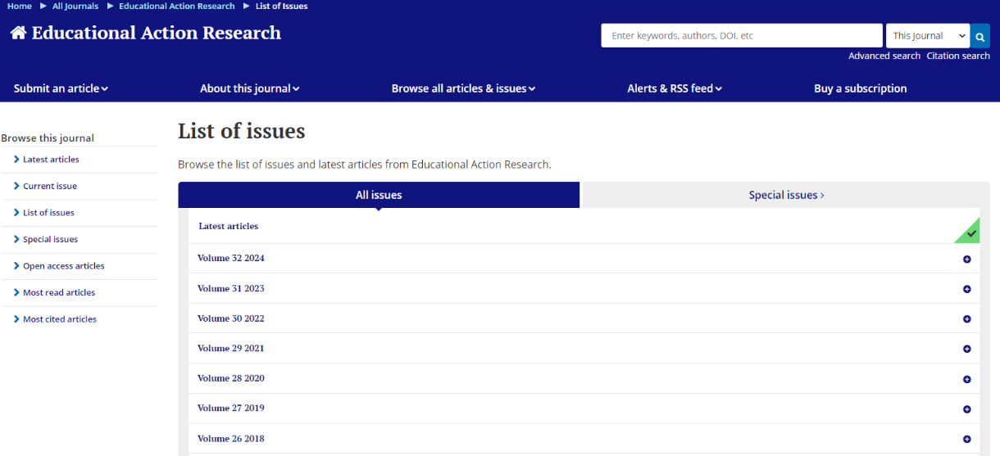 Home All Journals Educational Action Research List of Issues
Educational Action Research
Enter keywords, authors, DOI, etc
This Journal
Advanced search Citation search
Submit an article About this journal Browse all articles & issues Alerts & RSS feed Buy a subscription
Browse this journal
Latest articles
Current issue
List of issues
Special issues
Open access articles
Most read articles
Most cited articles
List of issues
Browse the list of issues and latest articles from Educational Action Research.
All issues Special issues
Latest articles
Volume 32 2024
Volume 31 2023
Volume 30 2022
Volume 29 2021
Volume 28 2020
Volume 27 2019
Volume 26 2018